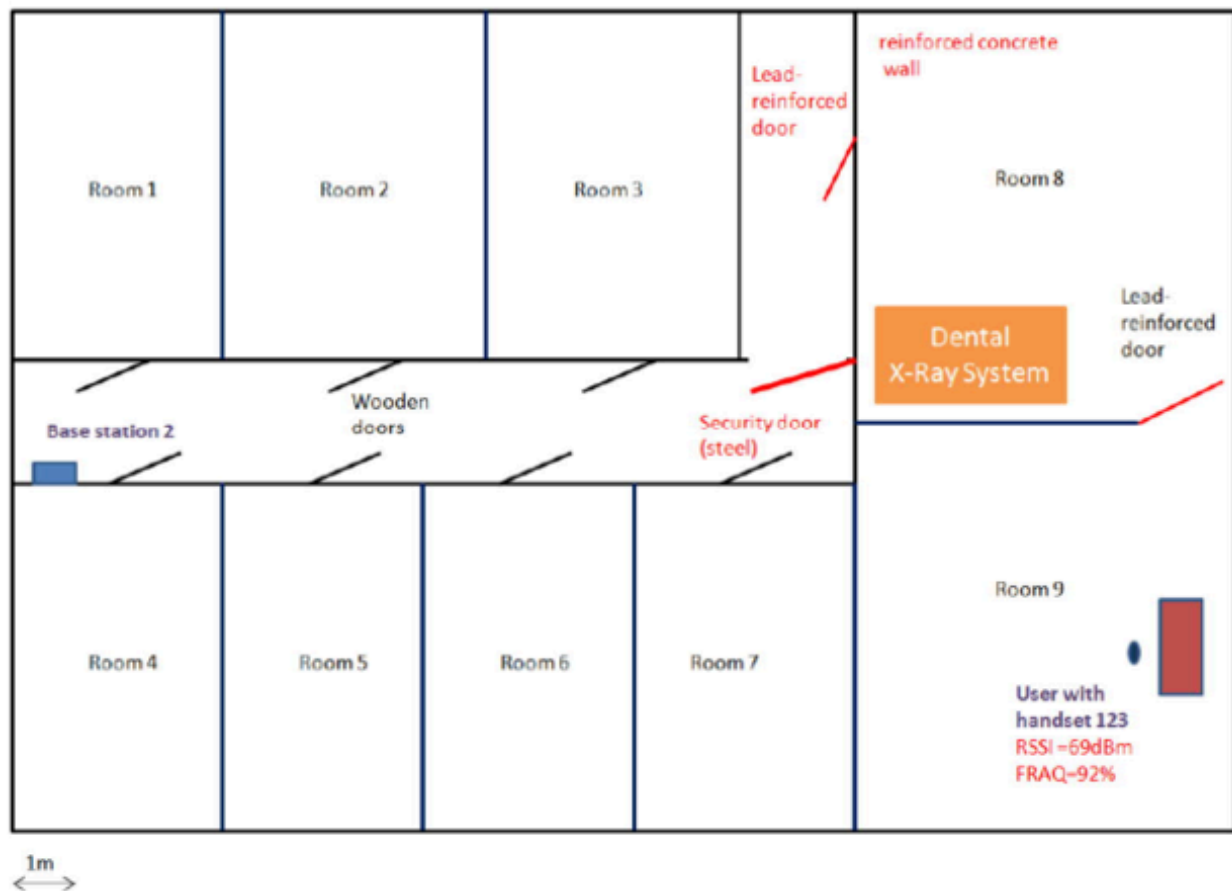 reinforced concrete
wall
Lead-
reinforced
door
Room 1
Room 2
Room 3
Room 8
Lead-
reinforced
door
Dental
X-Ray System
Wooden
doors
Base station 2
Security door
(steel)
Room 9
Room 4
Room 5
Room 6
Room 7
User with
handset 123
RSSI =69dBm
FRAQ=92%
1m